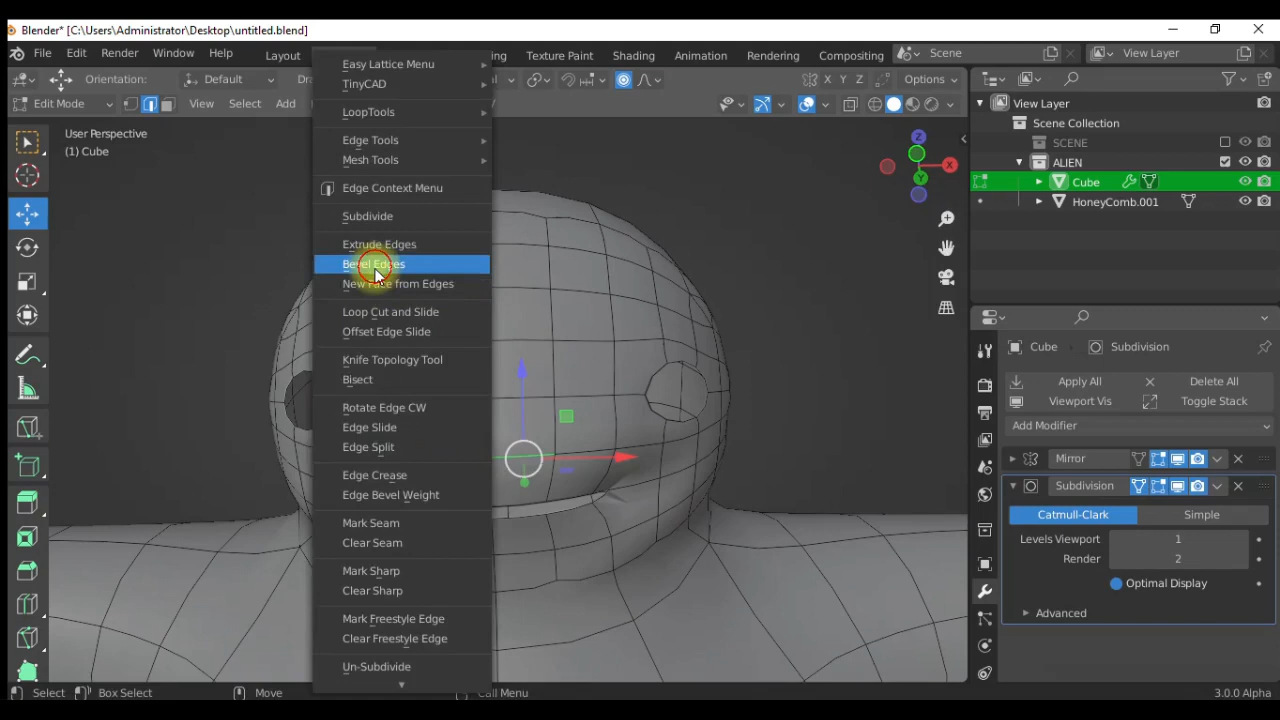 Blender* [C:\Users\Administrator\Desktop\untitled.blend]
File Edit Render Window Help Layout Texture Paint Shading Animation Rendering Compositing Scene View Layer
Orientation: Default Options
Edit Mode View Select Add
X Y Z
User Perspective
(1) Cube
Easy Lattice Menu
TinyCAD
LoopTools
Edge Tools
Mesh Tools
Edge Context Menu
Subdivide
Extrude Edges
Bevel Edges
New Face from Edges
Loop Cut and Slide
Offset Edge Slide
Knife Topology Tool
Bisect
Rotate Edge CW
Edge Slide
Edge Split
Edge Crease
Edge Bevel Weight
Mark Seam
Clear Seam
Mark Sharp
Clear Sharp
Mark Freestyle Edge
Clear Freestyle Edge
Un-Subdivide
Z
X
Y
View Layer
Scene Collection
SCENE
ALIEN
Cube
HoneyComb.001
Cube Subdivision
Apply All Delete All
Viewport Vis Toggle Stack
Add Modifier
Mirror
Subdivision
Catmull-Clark Simple
Levels Viewport 1
Render 2
Optimal Display
Advanced
Select Box Select Move Call Menu 3.0.0 Alpha